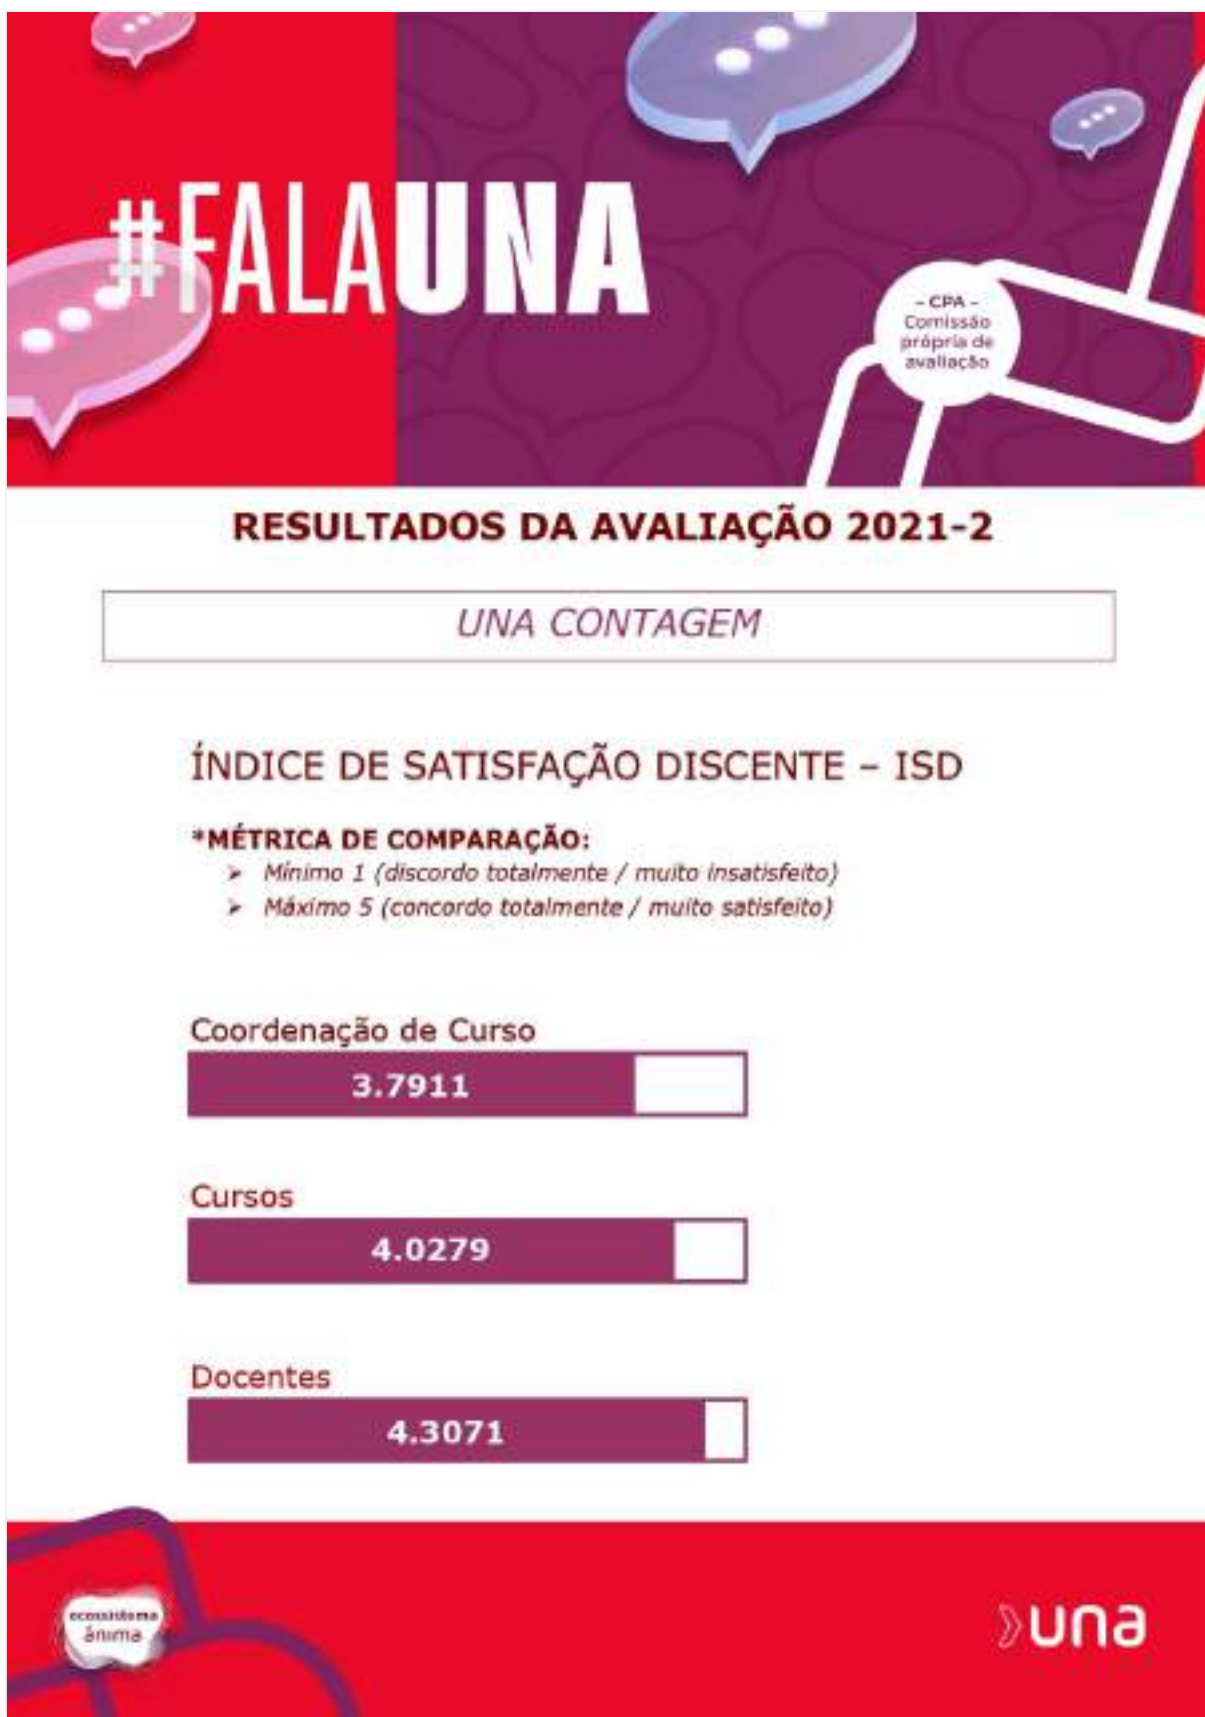 #FALAUNA
- CPA -
Comissão
própria de
avaliação
RESULTADOS DA AVALIAÇÃO 2021-2
UNA CONTAGEM
ÍNDICE DE SATISFAÇÃO DISCENTE – ISD
*MÉTRICA DE COMPARAÇÃO:
➢ Mínimo 1 (discordo totalmente / muito insatisfeito)
➢ Máximo 5 (concordo totalmente / muito satisfeito)
Coordenação de Curso
3.7911
Cursos
4.0279
Docentes
4.3071
ecossistema
ânima
una